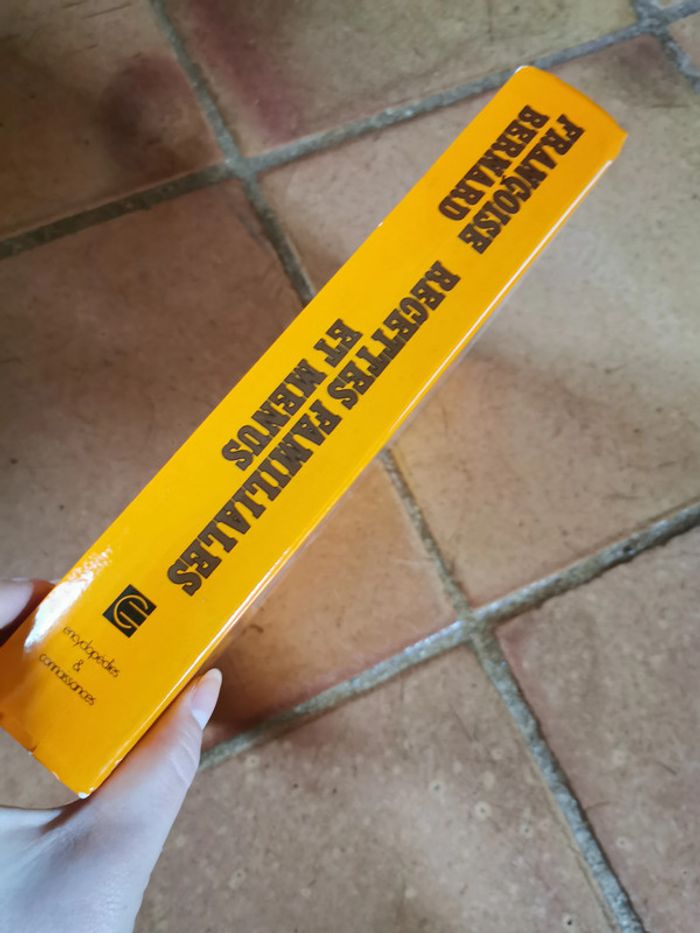 FRANÇOISE
BERNARD
RECETTES FAMILIALES
ET MENUS
encyclopédies
&
connaissances